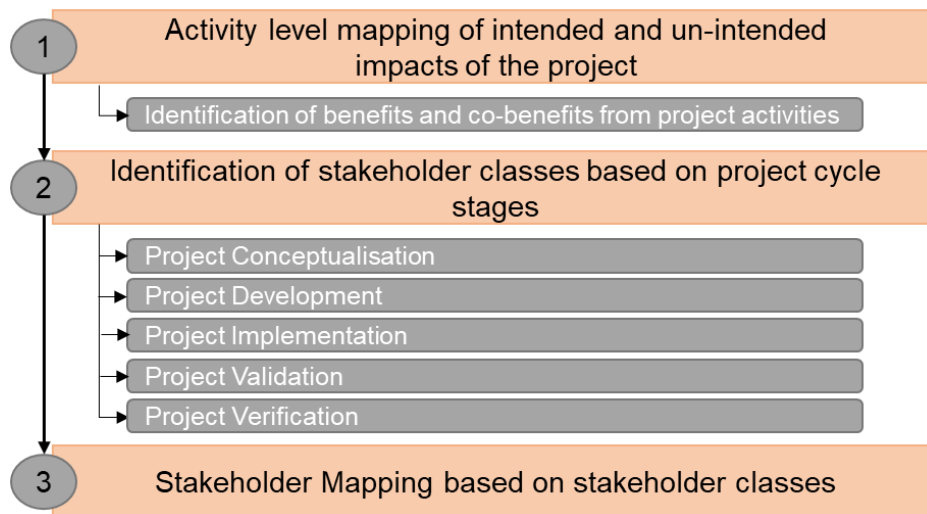 1
Activity level mapping of intended and un-intended
impacts of the project
Identification of benefits and co-benefits from project activities
2
Identification of stakeholder classes based on project cycle
stages
Project Conceptualisation
Project Development
Project Implementation
Project Validation
Project Verification
3
Stakeholder Mapping based on stakeholder classes